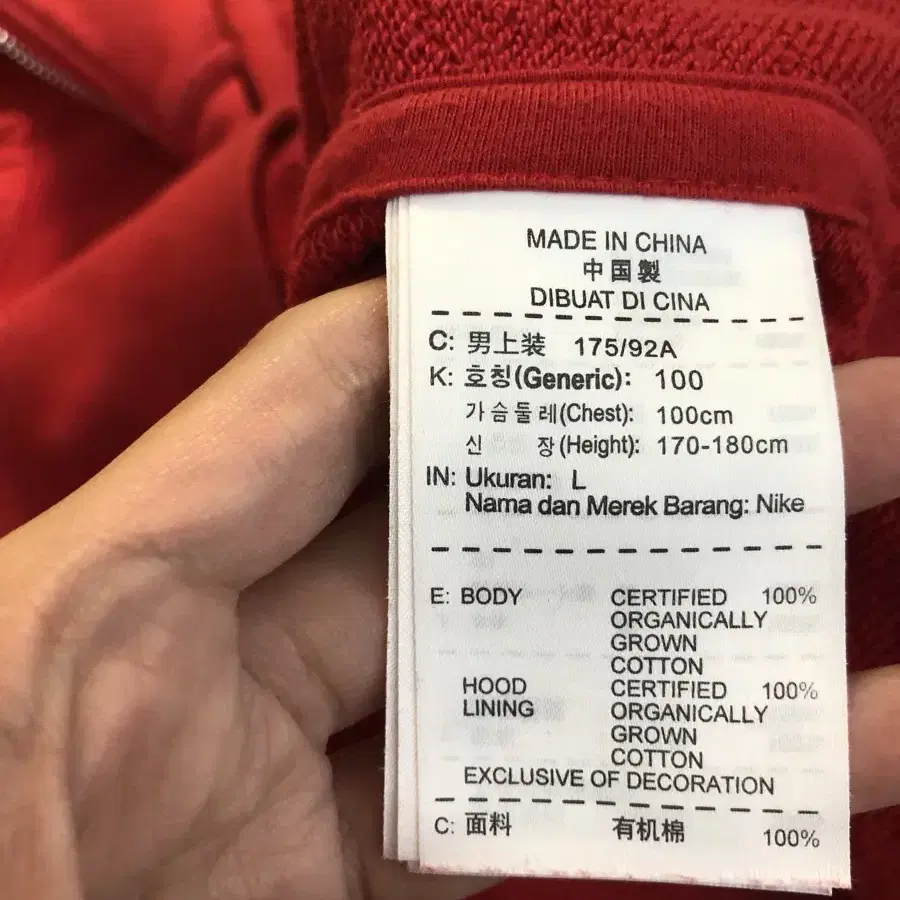 MADE IN CHINA
中国製
DIBUAT DI CINA
C: 男上装 175/92A
K: 호칭(Generic): 100
가슴둘레(Chest): 100cm
신 장(Height): 170-180cm
IN: Ukuran: L
Nama dan Merek Barang: Nike
E: BODY CERTIFIED 100%
ORGANICALLY
GROWN
COTTON
HOOD CERTIFIED 100%
LINING ORGANICALLY
GROWN
COTTON
EXCLUSIVE OF DECORATION
C: 面料 有机棉 100%